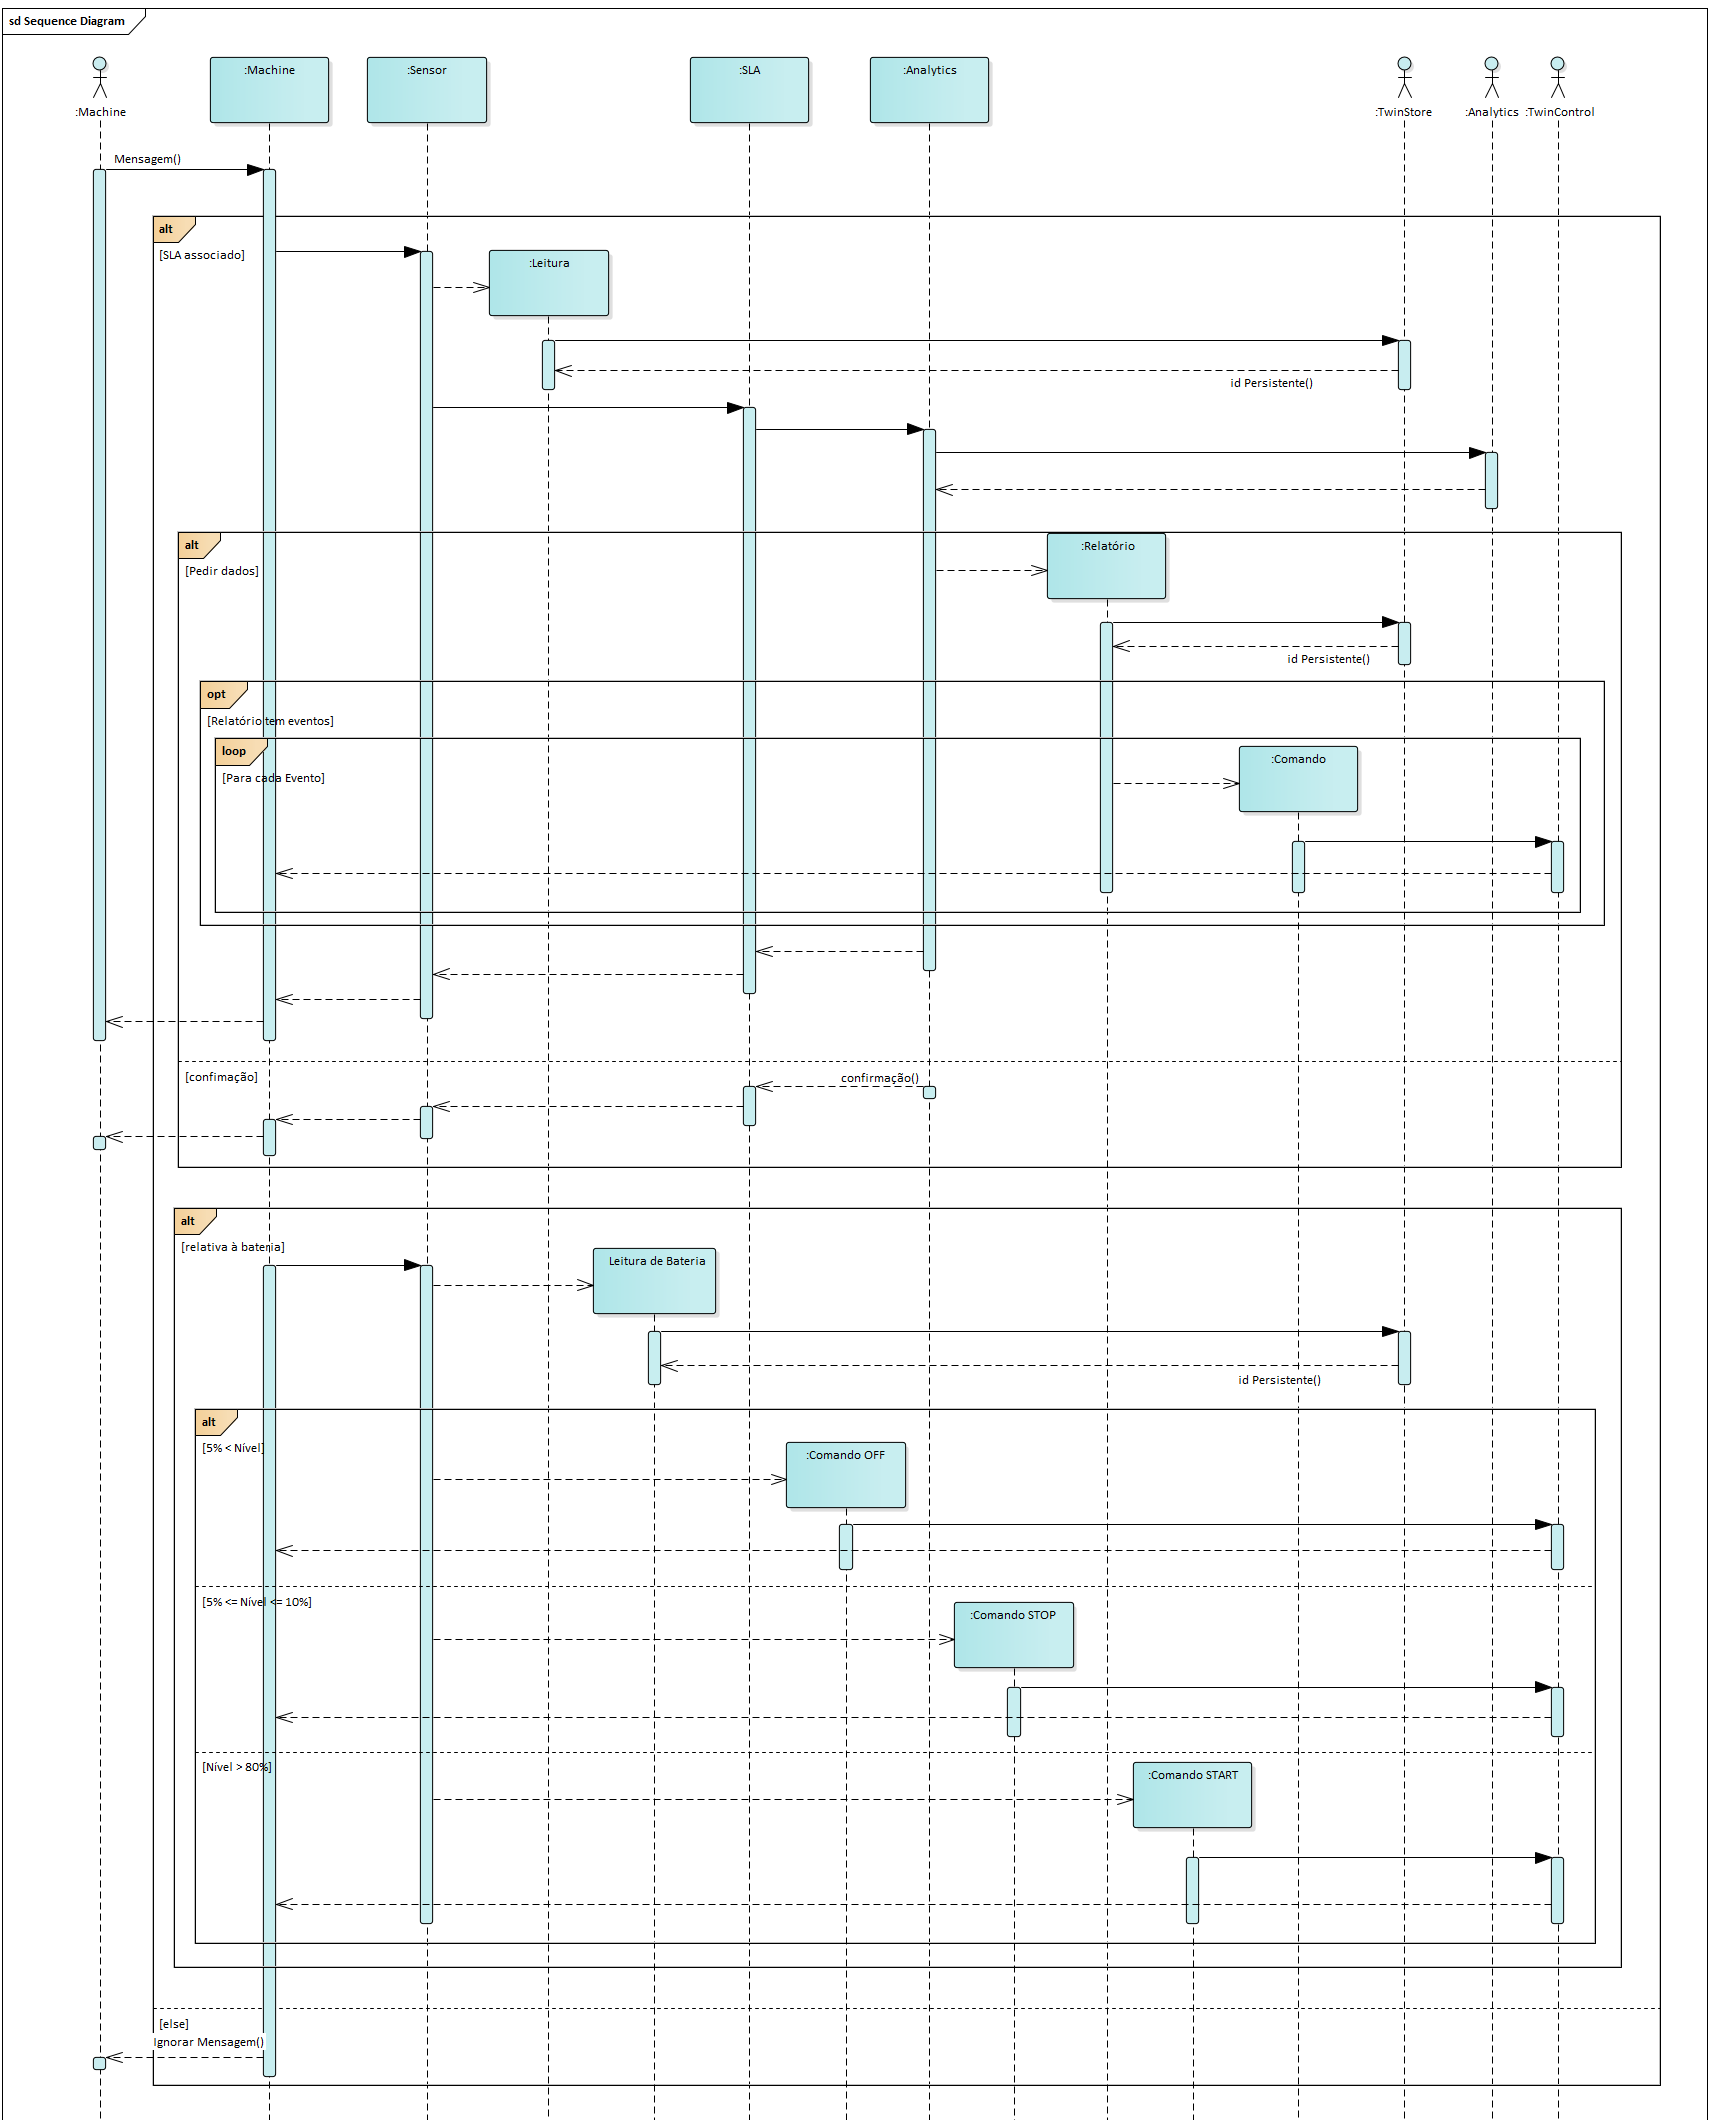 sd Sequence Diagram
:Machine
:Machine
:Sensor
:SLA
:Analytics
:TwinStore
:Analytics
:TwinControl
Mensagem()
alt
[SLA associado]
:Leitura
id Persistente()
alt
[Pedir dados]
:Relatório
id Persistente()
opt
[Relatório tem eventos]
loop
[Para cada Evento]
:Comando
[confimação]
confirmação()
alt
[relativa à bateria]
Leitura de Bateria
id Persistente()
alt
[5% < Nível]
:Comando OFF
[5% <= Nível <= 10%]
:Comando STOP
[Nível > 80%]
:Comando START
[else]
Ignorar Mensagem()